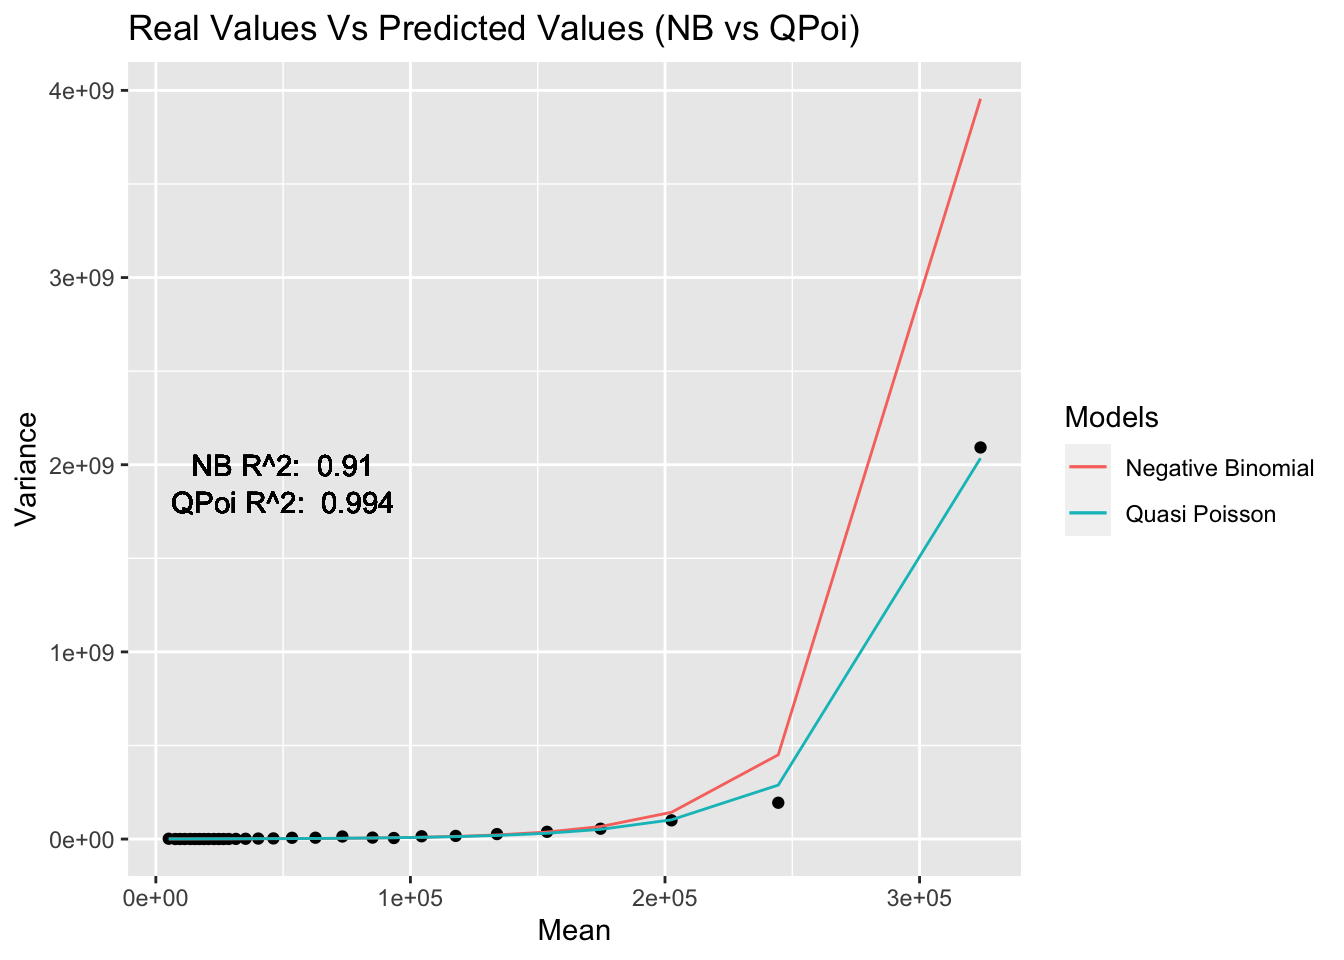 Real Values Vs Predicted Values (NB vs QPoi)
4e+09
3e+09
2e+09
1e+09
0e+00
Variance
NB R^2:  0.91
QPoi R^2:  0.994
0e+00
1e+05
2e+05
3e+05
Mean
Models
Negative Binomial
Quasi Poisson